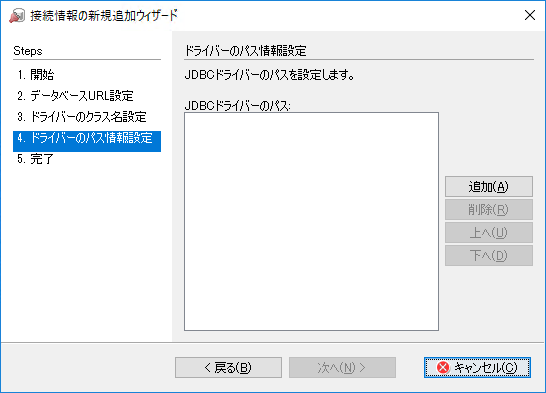 接続情報の新規追加ウィザード
Steps
1. 開始
2. データベースURL設定
3. ドライバーのクラス名設定
4. ドライバーのパス情報設定
5. 完了
ドライバーのパス情報設定
JDBCドライバーのパスを設定します。
JDBCドライバーのパス:
追加(A)
削除(R)
上へ(U)
下へ(D)
< 戻る(B)
次へ(N) >
キャンセル(C)